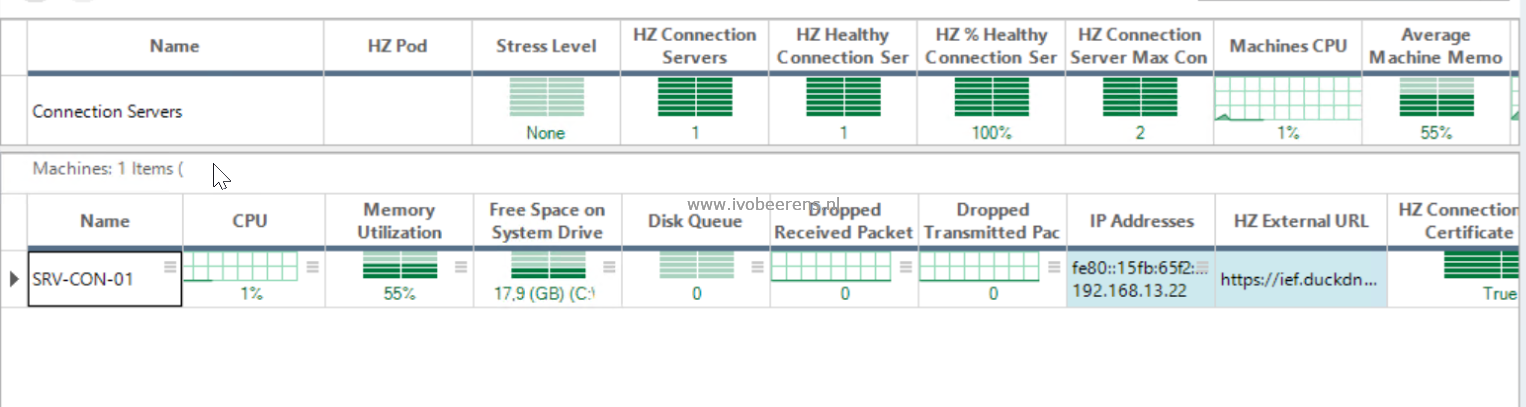 Name
HZ Pod
Stress Level
HZ Connection
Servers
HZ Healthy
Connection Ser
HZ % Healthy
Connection Ser
HZ Connection
Server Max Con
Machines CPU
Average
Machine Memo
Connection Servers
None
1
1
100%
2
1%
55%
Machines: 1 Items (
www.ivobeerens.nl
Name
CPU
Memory
Utilization
Free Space on
System Drive
Disk Queue
Dropped
Received Packet
Dropped
Transmitted Pac
IP Addresses
HZ External URL
HZ Connection
Certificate
SRV-CON-01
1%
55%
17,9 (GB) (C:\
0
0
0
fe80::15fb:65f2:...
192.168.13.22
https://ief.duckdn...
True